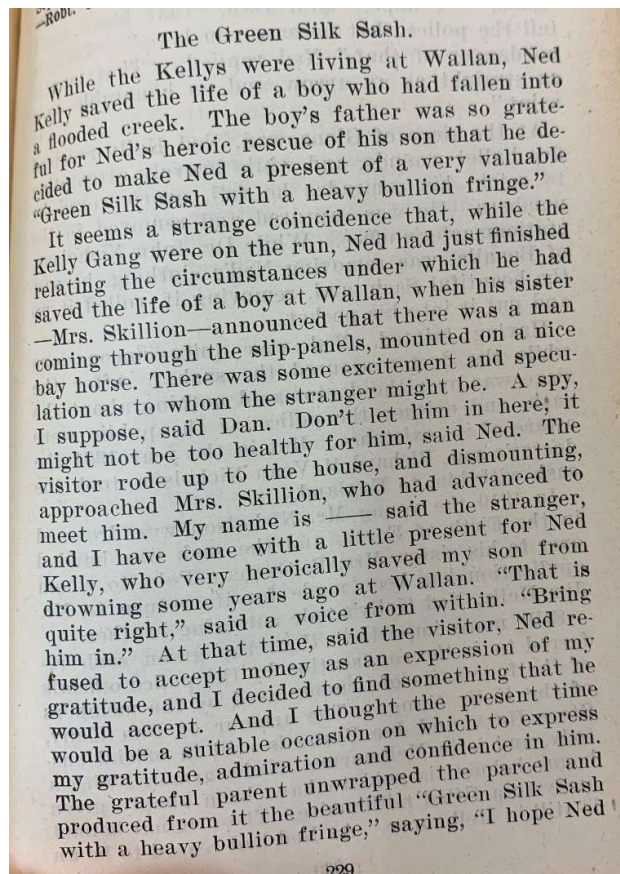 —Robt.
The Green Silk Sash.
While the Kellys were living at Wallan, Ned
Kelly saved the life of a boy who had fallen into
a flooded creek. The boy's father was so grate-
ful for Ned's heroic rescue of his son that he de-
cided to make Ned a present of a very valuable
“Green Silk Sash with a heavy bullion fringe.”
It seems a strange coincidence that, while the
Kelly Gang were on the run, Ned had just finished
relating the circumstances under which he had
saved the life of a boy at Wallan, when his sister
—Mrs. Skillion—announced that there was a man
coming through the slip-panels, mounted on a nice
bay horse. There was some excitement and specu-
lation as to whom the stranger might be. A spy,
I suppose, said Dan. Don't let him in here; it
might not be too healthy for him, said Ned. The
visitor rode up to the house, and dismounting,
approached Mrs. Skillion, who had advanced to
meet him. My name is —— said the stranger,
and I have come with a little present for Ned
Kelly, who very heroically saved my son from
drowning some years ago at Wallan. “That is
quite right,” said a voice from within. “Bring
him in.” At that time, said the visitor, Ned re-
fused to accept money as an expression of my
gratitude, and I decided to find something that he
would accept. And I thought the present time
would be a suitable occasion on which to express
my gratitude, admiration and confidence in him.
The grateful parent unwrapped the parcel and
produced from it the beautiful “Green Silk Sash
with a heavy bullion fringe,” saying, “I hope Ned
229